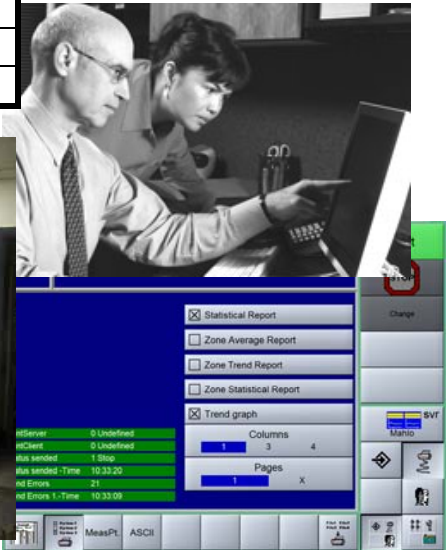 STOP
Statistical Report
Change
Zone Average Report
Zone Trend Report
Zone Statistical Report
Trend graph
svr
Mahlo
Columns
1 3 4
Pages
1 X
ntServer 0 Undefined
ntClient 0 Undefined
atus sended 1 Stop
atus sended -Time 10:33:20
nd Errors 21
nd Errors 1.-Time 10:33:09
MeasPt. ASCII